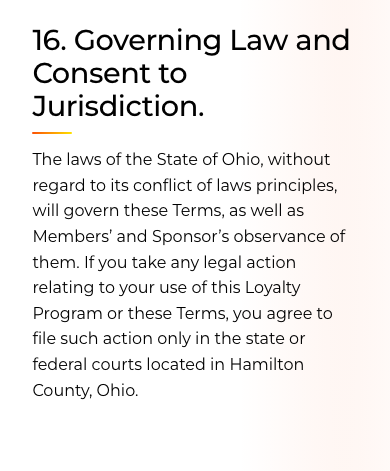 16. Governing Law and
Consent to
Jurisdiction.
The laws of the State of Ohio, without
regard to its conflict of laws principles,
will govern these Terms, as well as
Members’ and Sponsor’s observance of
them. If you take any legal action
relating to your use of this Loyalty
Program or these Terms, you agree to
file such action only in the state or
federal courts located in Hamilton
County, Ohio.